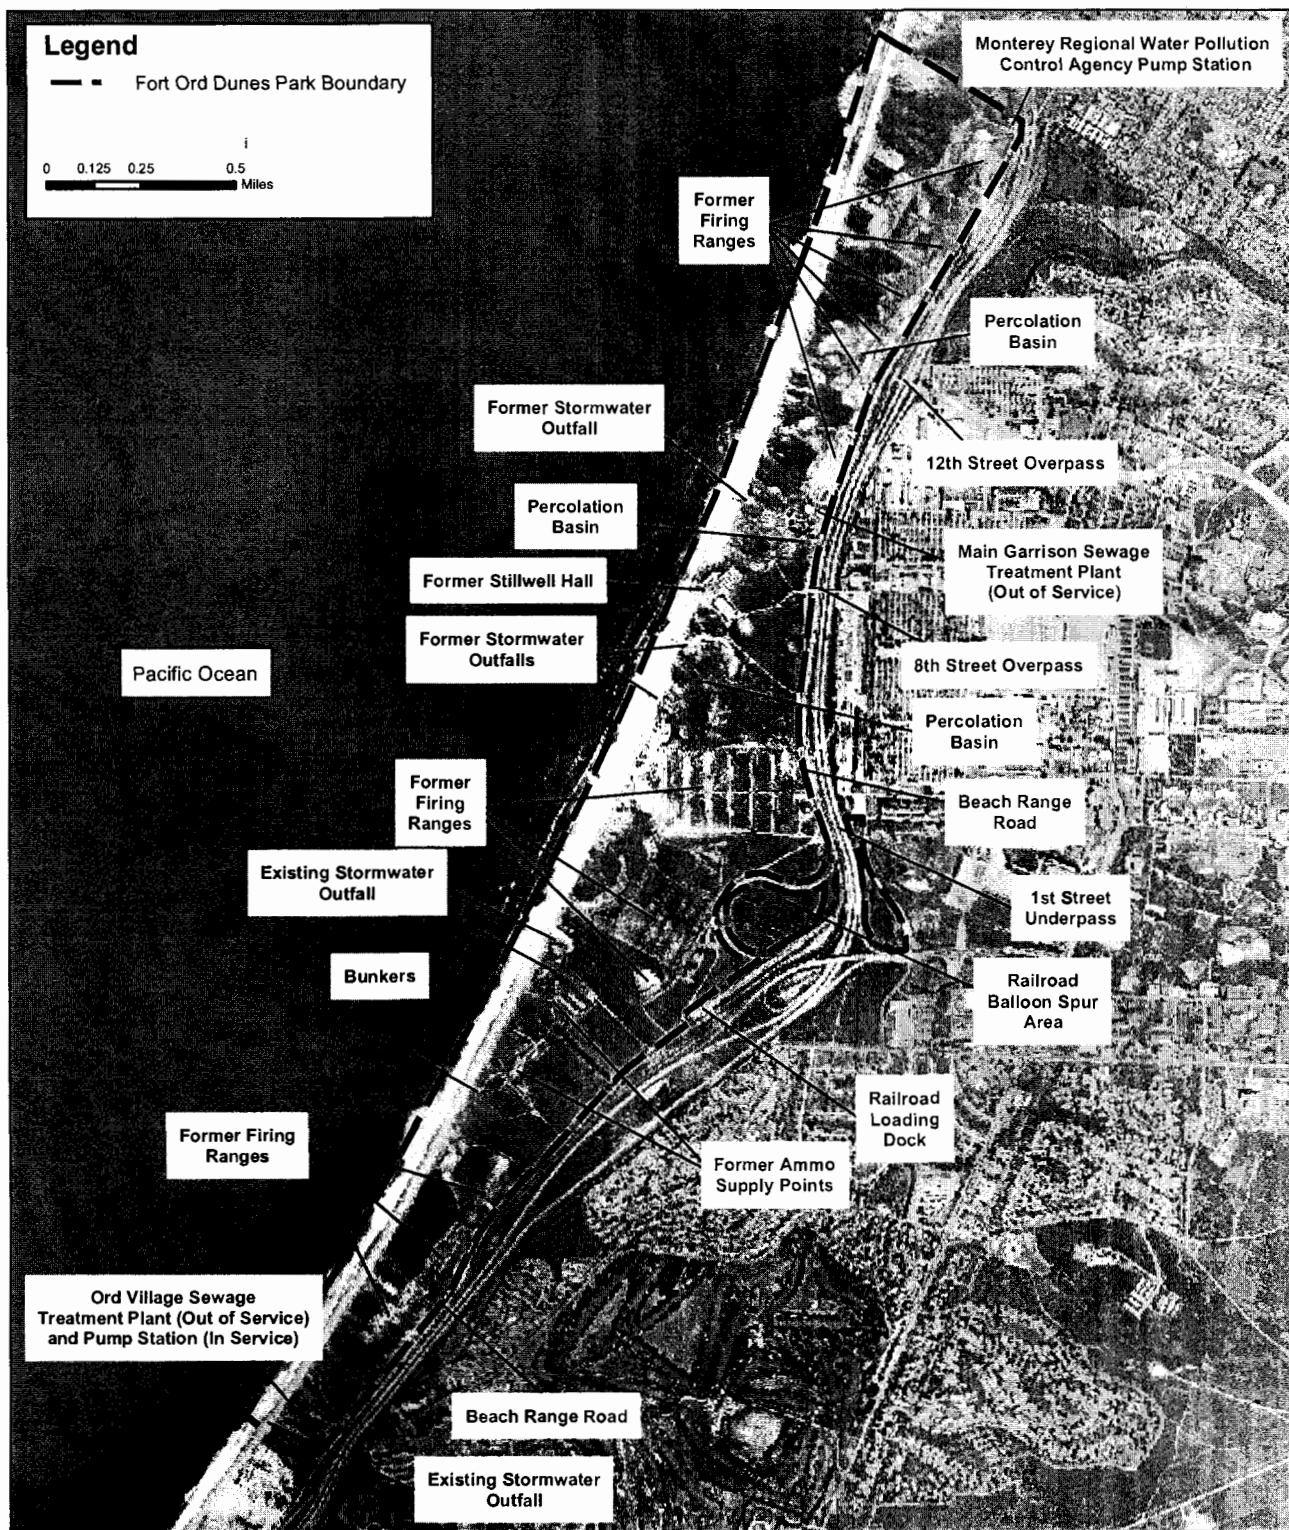 Legend
Fort Ord Dunes Park Boundary
i
0 0.125 0.25 0.5
Miles
Monterey Regional Water Pollution
Control Agency Pump Station
Former
Firing
Ranges
Percolation
Basin
Former Stormwater
Outfall
12th Street Overpass
Percolation
Basin
Main Garrison Sewage
Treatment Plant
(Out of Service)
Former Stillwell Hall
Former Stormwater
Outfalls
8th Street Overpass
Pacific Ocean
Percolation
Basin
Former
Firing
Ranges
Beach Range
Road
Existing Stormwater
Outfall
1st Street
Underpass
Bunkers
Railroad
Balloon Spur
Area
Railroad
Loading
Dock
Former Firing
Ranges
Former Ammo
Supply Points
Ord Village Sewage
Treatment Plant (Out of Service)
and Pump Station (In Service)
Beach Range Road
Existing Stormwater
Outfall